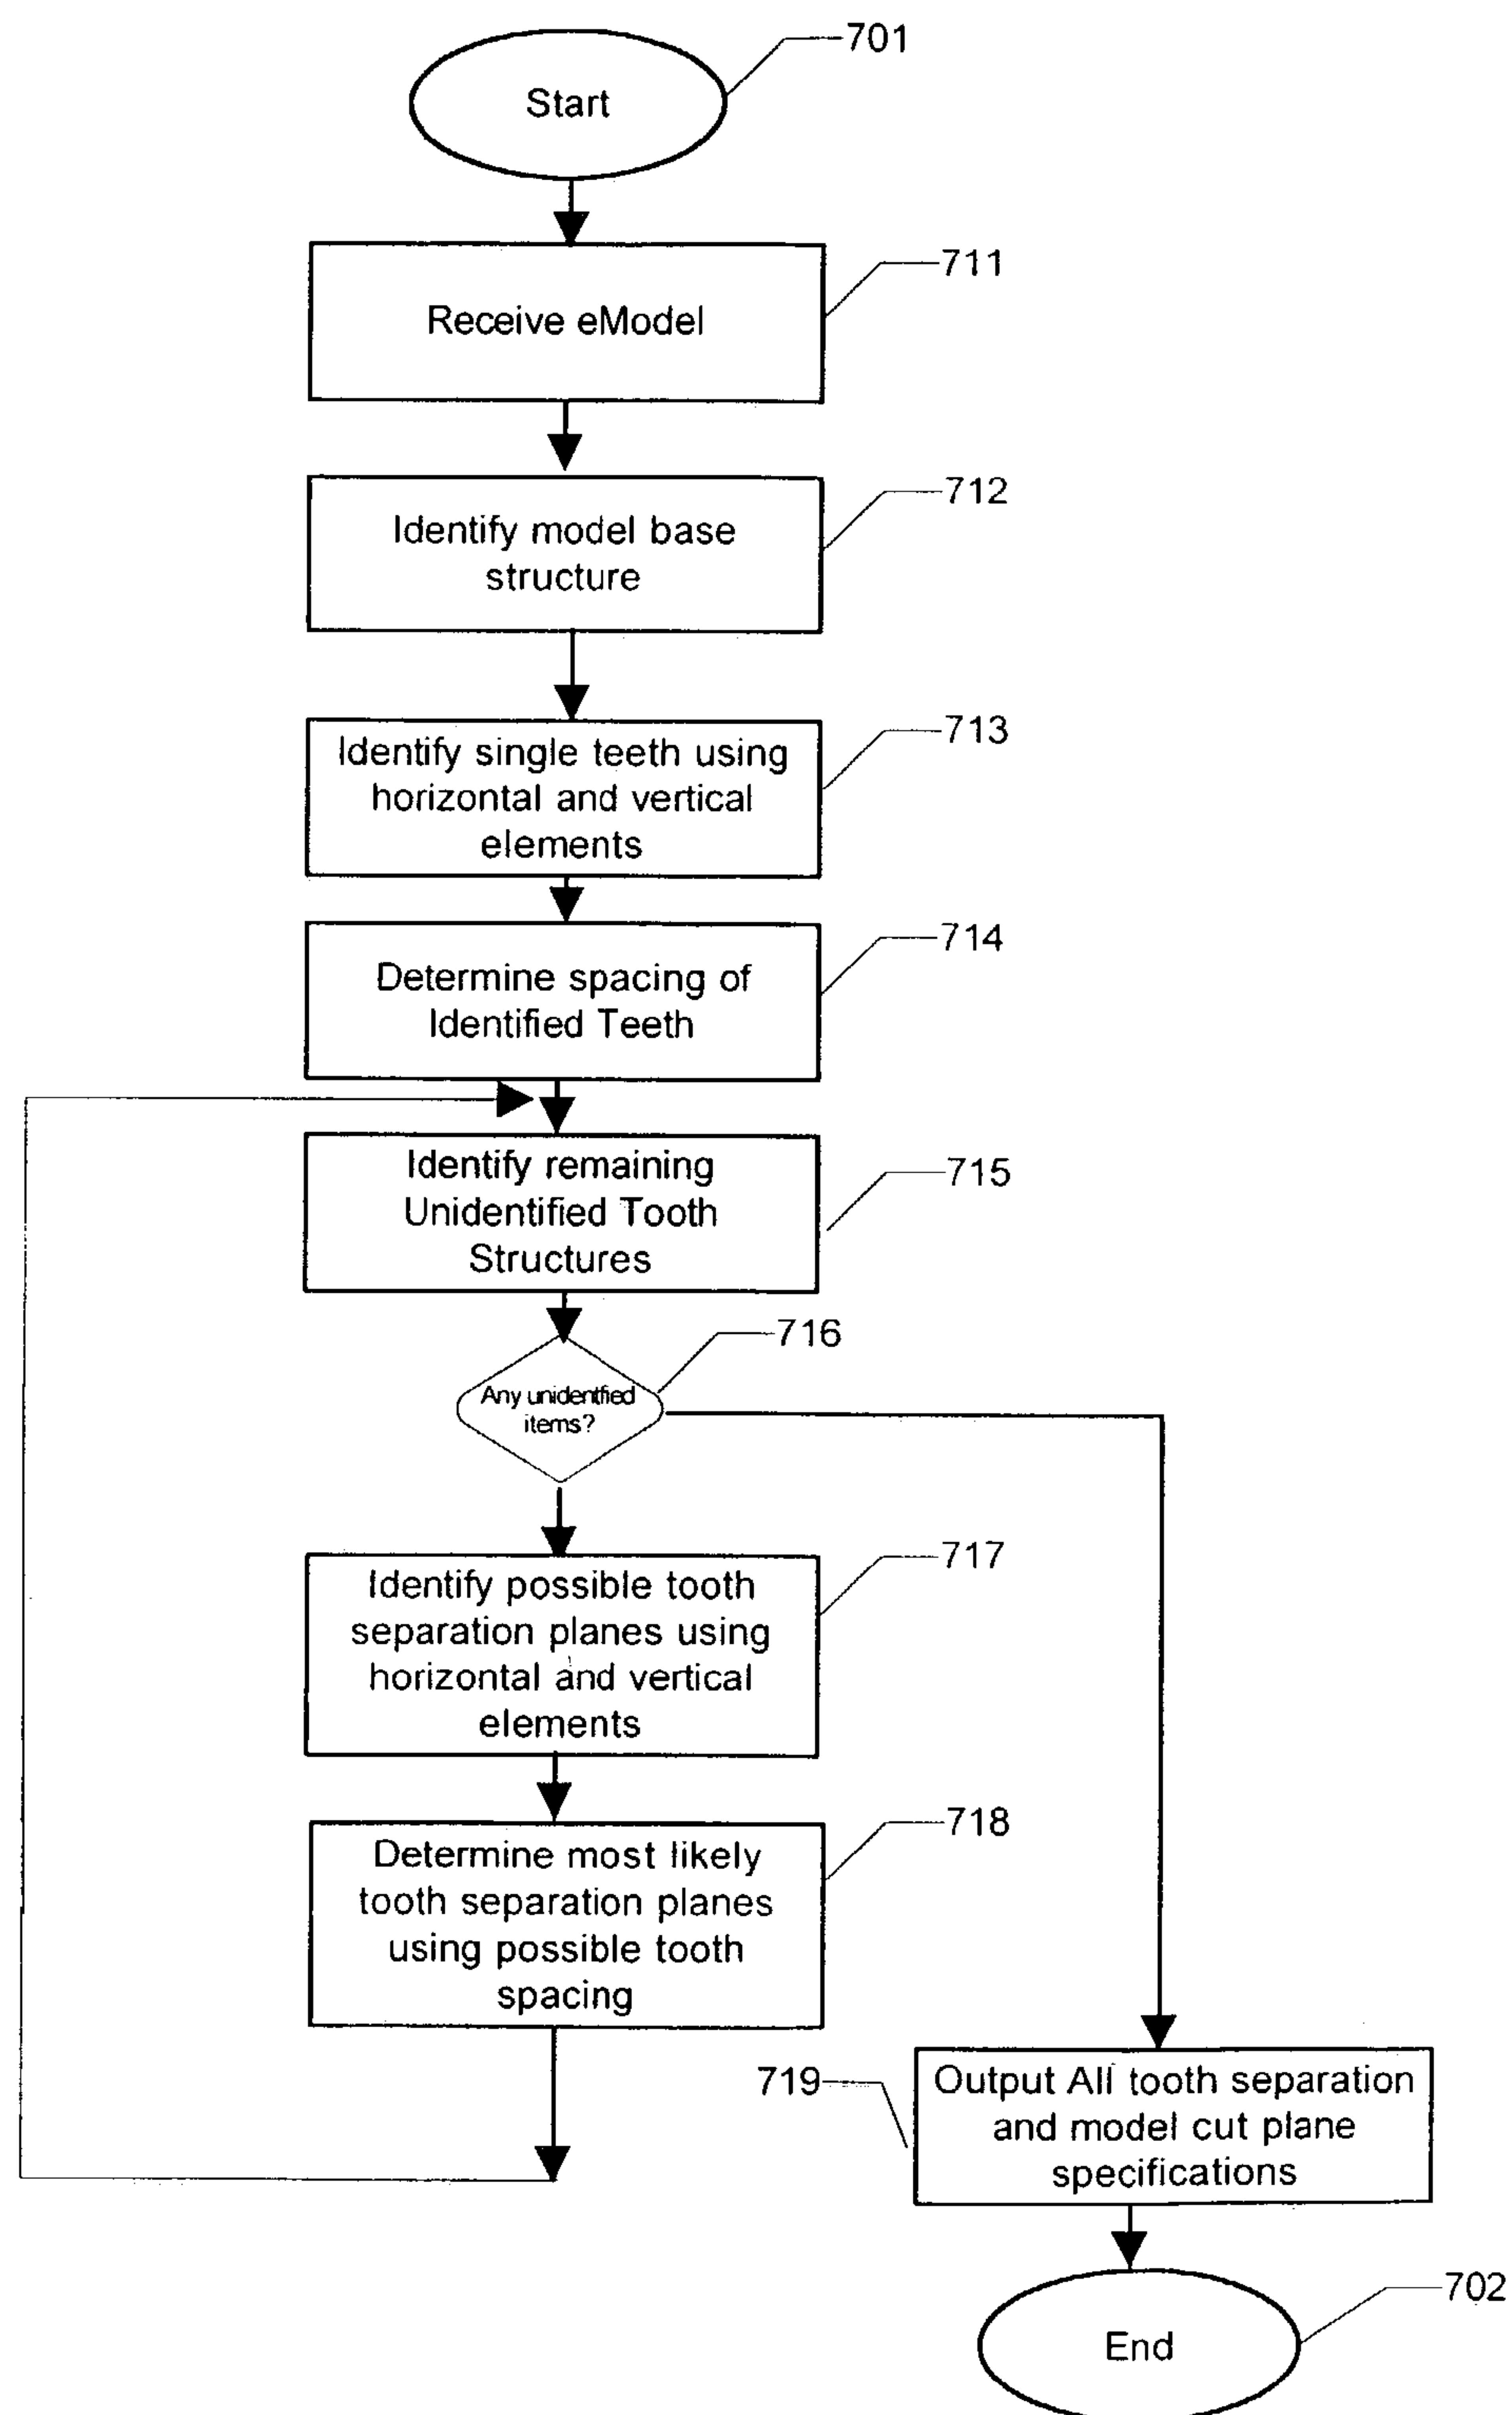 Start
701
Receive eModel
711
Identify model base
structure
712
Identify single teeth using
horizontal and vertical
elements
713
Determine spacing of
Identified Teeth
714
Identify remaining
Unidentified Tooth
Structures
715
Any unidentfied
items?
716
Identify possible tooth
separation planes using
horizontal and vertical
elements
717
Determine most likely
tooth separation planes
using possible tooth
spacing
718
719
Output All tooth separation
and model cut plane
specifications
End
702